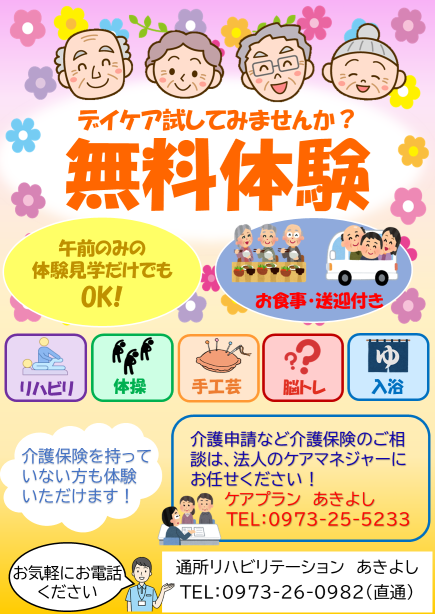 デイケア試してみませんか？
無料体験
午前のみの
体験見学だけでも
OK!
お食事・送迎付き
リハビリ
体操
手工芸
脳トレ
ゆ
入浴
介護保険を持って
いない方も体験
いただけます！
介護申請など介護保険のご相
談は、法人のケアマネジャーに
お任せください！
ケアプラン　あきよし
TEL：0973-25-5233
お気軽にお電話
ください
通所リハビリテーション　あきよし
TEL：0973-26-0982（直通）